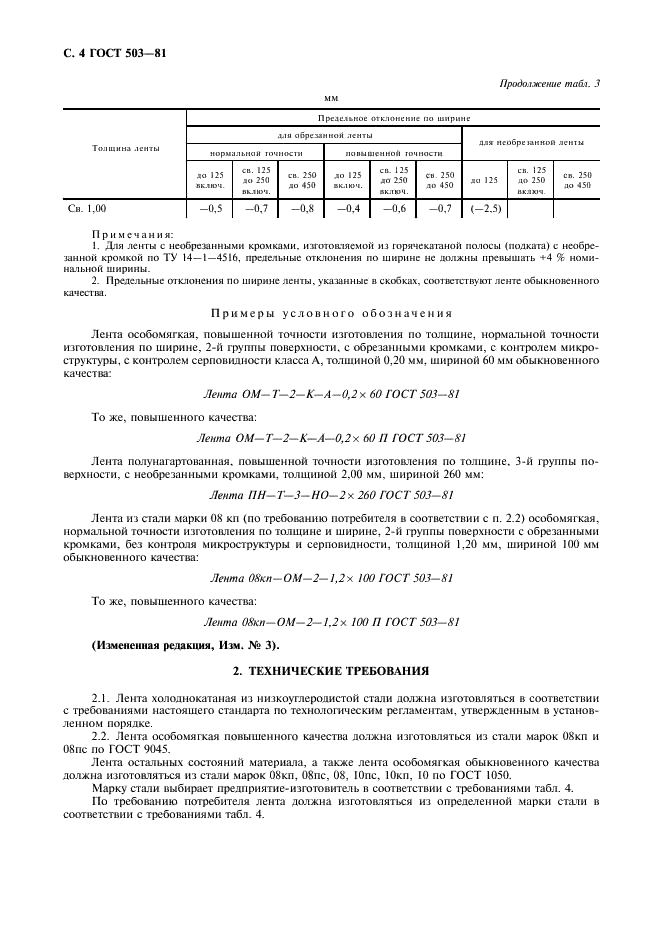 С. 4 ГОСТ 503—81
Продолжение табл. 3
мм
Толщина ленты
Предельное отклонение по ширине
для обрезанной ленты
для необрезанной ленты
нормальной точности
повышенной точности
до 125 включ.
св. 125 до 250 включ.
св. 250 до 450
до 125 включ.
св. 125 до 250 включ.
св. 250 до 450
до 125
св. 125 до 250 включ.
св. 250 до 450
Св. 1,00 —0,5 —0,7 —0,8 —0,4 —0,6 —0,7 (—2,5)
Примечания:
1. Для ленты с необрезанными кромками, изготовляемой из горячекатаной полосы (подката) с необре-
занной кромкой по ТУ 14—1—4516, предельные отклонения по ширине не должны превышать +4 % номи-
нальной ширины.
2. Предельные отклонения по ширине ленты, указанные в скобках, соответствуют ленте обыкновенного
качества.
Примеры условного обозначения
Лента особомягкая, повышенной точности изготовления по толщине, нормальной точности
изготовления по ширине, 2-й группы поверхности, с обрезанными кромками, с контролем микро-
структуры, с контролем серповидности класса А, толщиной 0,20 мм, шириной 60 мм обыкновенного
качества:
Лента ОМ—Т—2—К—А—0,2 × 60 ГОСТ 503—81
То же, повышенного качества:
Лента ОМ—Т—2—К—А—0,2 × 60 П ГОСТ 503—81
Лента полунагартованная, повышенной точности изготовления по толщине, 3-й группы по-
верхности, с необрезанными кромками, толщиной 2,00 мм, шириной 260 мм:
Лента ПН—Т—3—НО—2 × 260 ГОСТ 503—81
Лента из стали марки 08 кп (по требованию потребителя в соответствии с п. 2.2) особомягкая,
нормальной точности изготовления по толщине и ширине, 2-й группы поверхности с обрезанными
кромками, без контроля микроструктуры и серповидности, толщиной 1,20 мм, шириной 100 мм
обыкновенного качества:
Лента 08кп—ОМ—2—1,2 × 100 ГОСТ 503—81
То же, повышенного качества:
Лента 08кп—ОМ—2—1,2 × 100 П ГОСТ 503—81
(Измененная редакция, Изм. № 3).
2. ТЕХНИЧЕСКИЕ ТРЕБОВАНИЯ
2.1. Лента холоднокатаная из низкоуглеродистой стали должна изготовляться в соответствии
с требованиями настоящего стандарта по технологическим регламентам, утвержденным в установ-
ленном порядке.
2.2. Лента особомягкая повышенного качества должна изготовляться из стали марок 08кп и
08пс по ГОСТ 9045.
Лента остальных состояний материала, а также лента особомягкая обыкновенного качества
должна изготовляться из стали марок 08кп, 08пс, 08, 10пс, 10кп, 10 по ГОСТ 1050.
Марку стали выбирает предприятие-изготовитель в соответствии с требованиями табл. 4.
По требованию потребителя лента должна изготовляться из определенной марки стали в
соответствии с требованиями табл. 4.